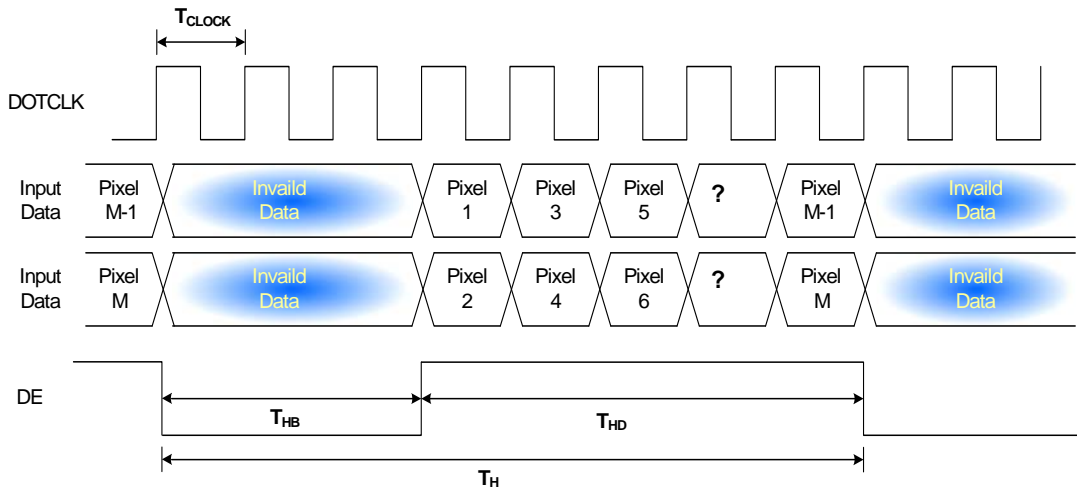 TCLOCK
DOTCLK
Input
Data
Pixel
M-1
Invaild
Data
Pixel
1
Pixel
3
Pixel
5
?
Pixel
M-1
Invaild
Data
Input
Data
Pixel
M
Invaild
Data
Pixel
2
Pixel
4
Pixel
6
?
Pixel
M
Invaild
Data
DE
THB
THD
TH